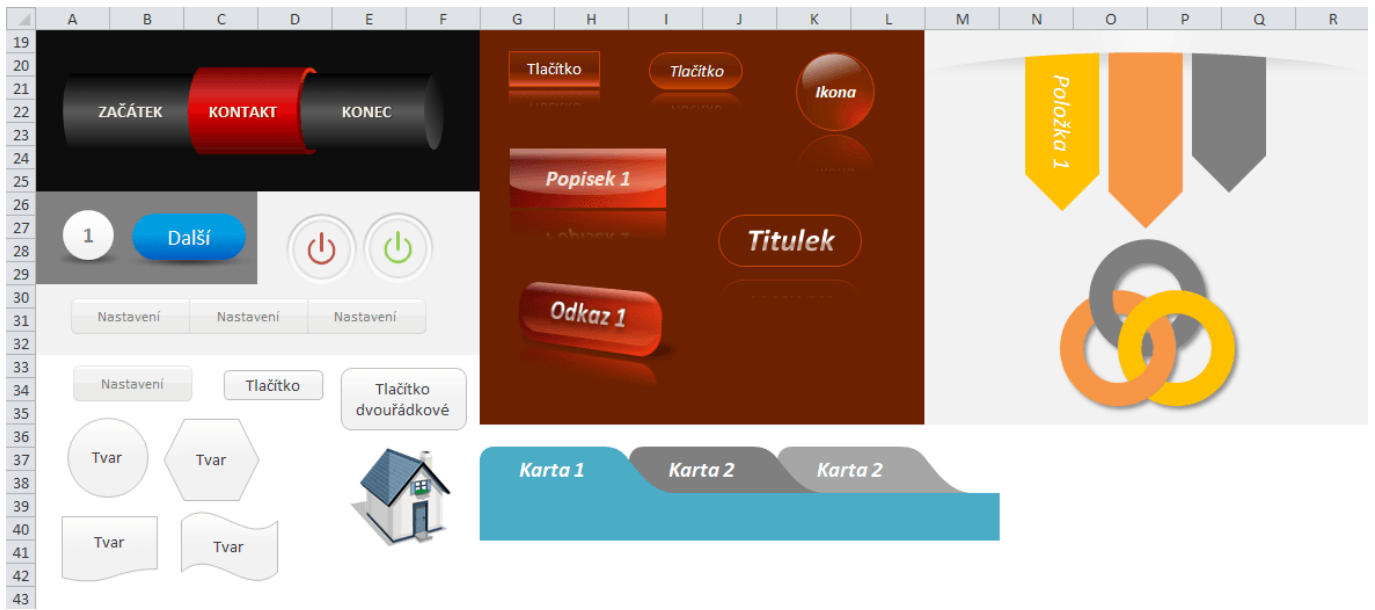 A B C D E F G H I J K L M N O P Q R
19
20
21
22
23
24
25
26
27
28
29
30
31
32
33
34
35
36
37
38
39
40
41
42
43
ZAČÁTEK KONTAKT KONEC
1 Další
Nastavení Nastavení Nastavení
Nastavení Tlačítko Tlačítko
dvouřádkové
Tvar Tvar
Tvar Tvar
Tlačítko Tlačítko Ikona
Popisek 1
Titulek
Odkaz 1
Karta 1 Karta 2 Karta 2
Položka 1